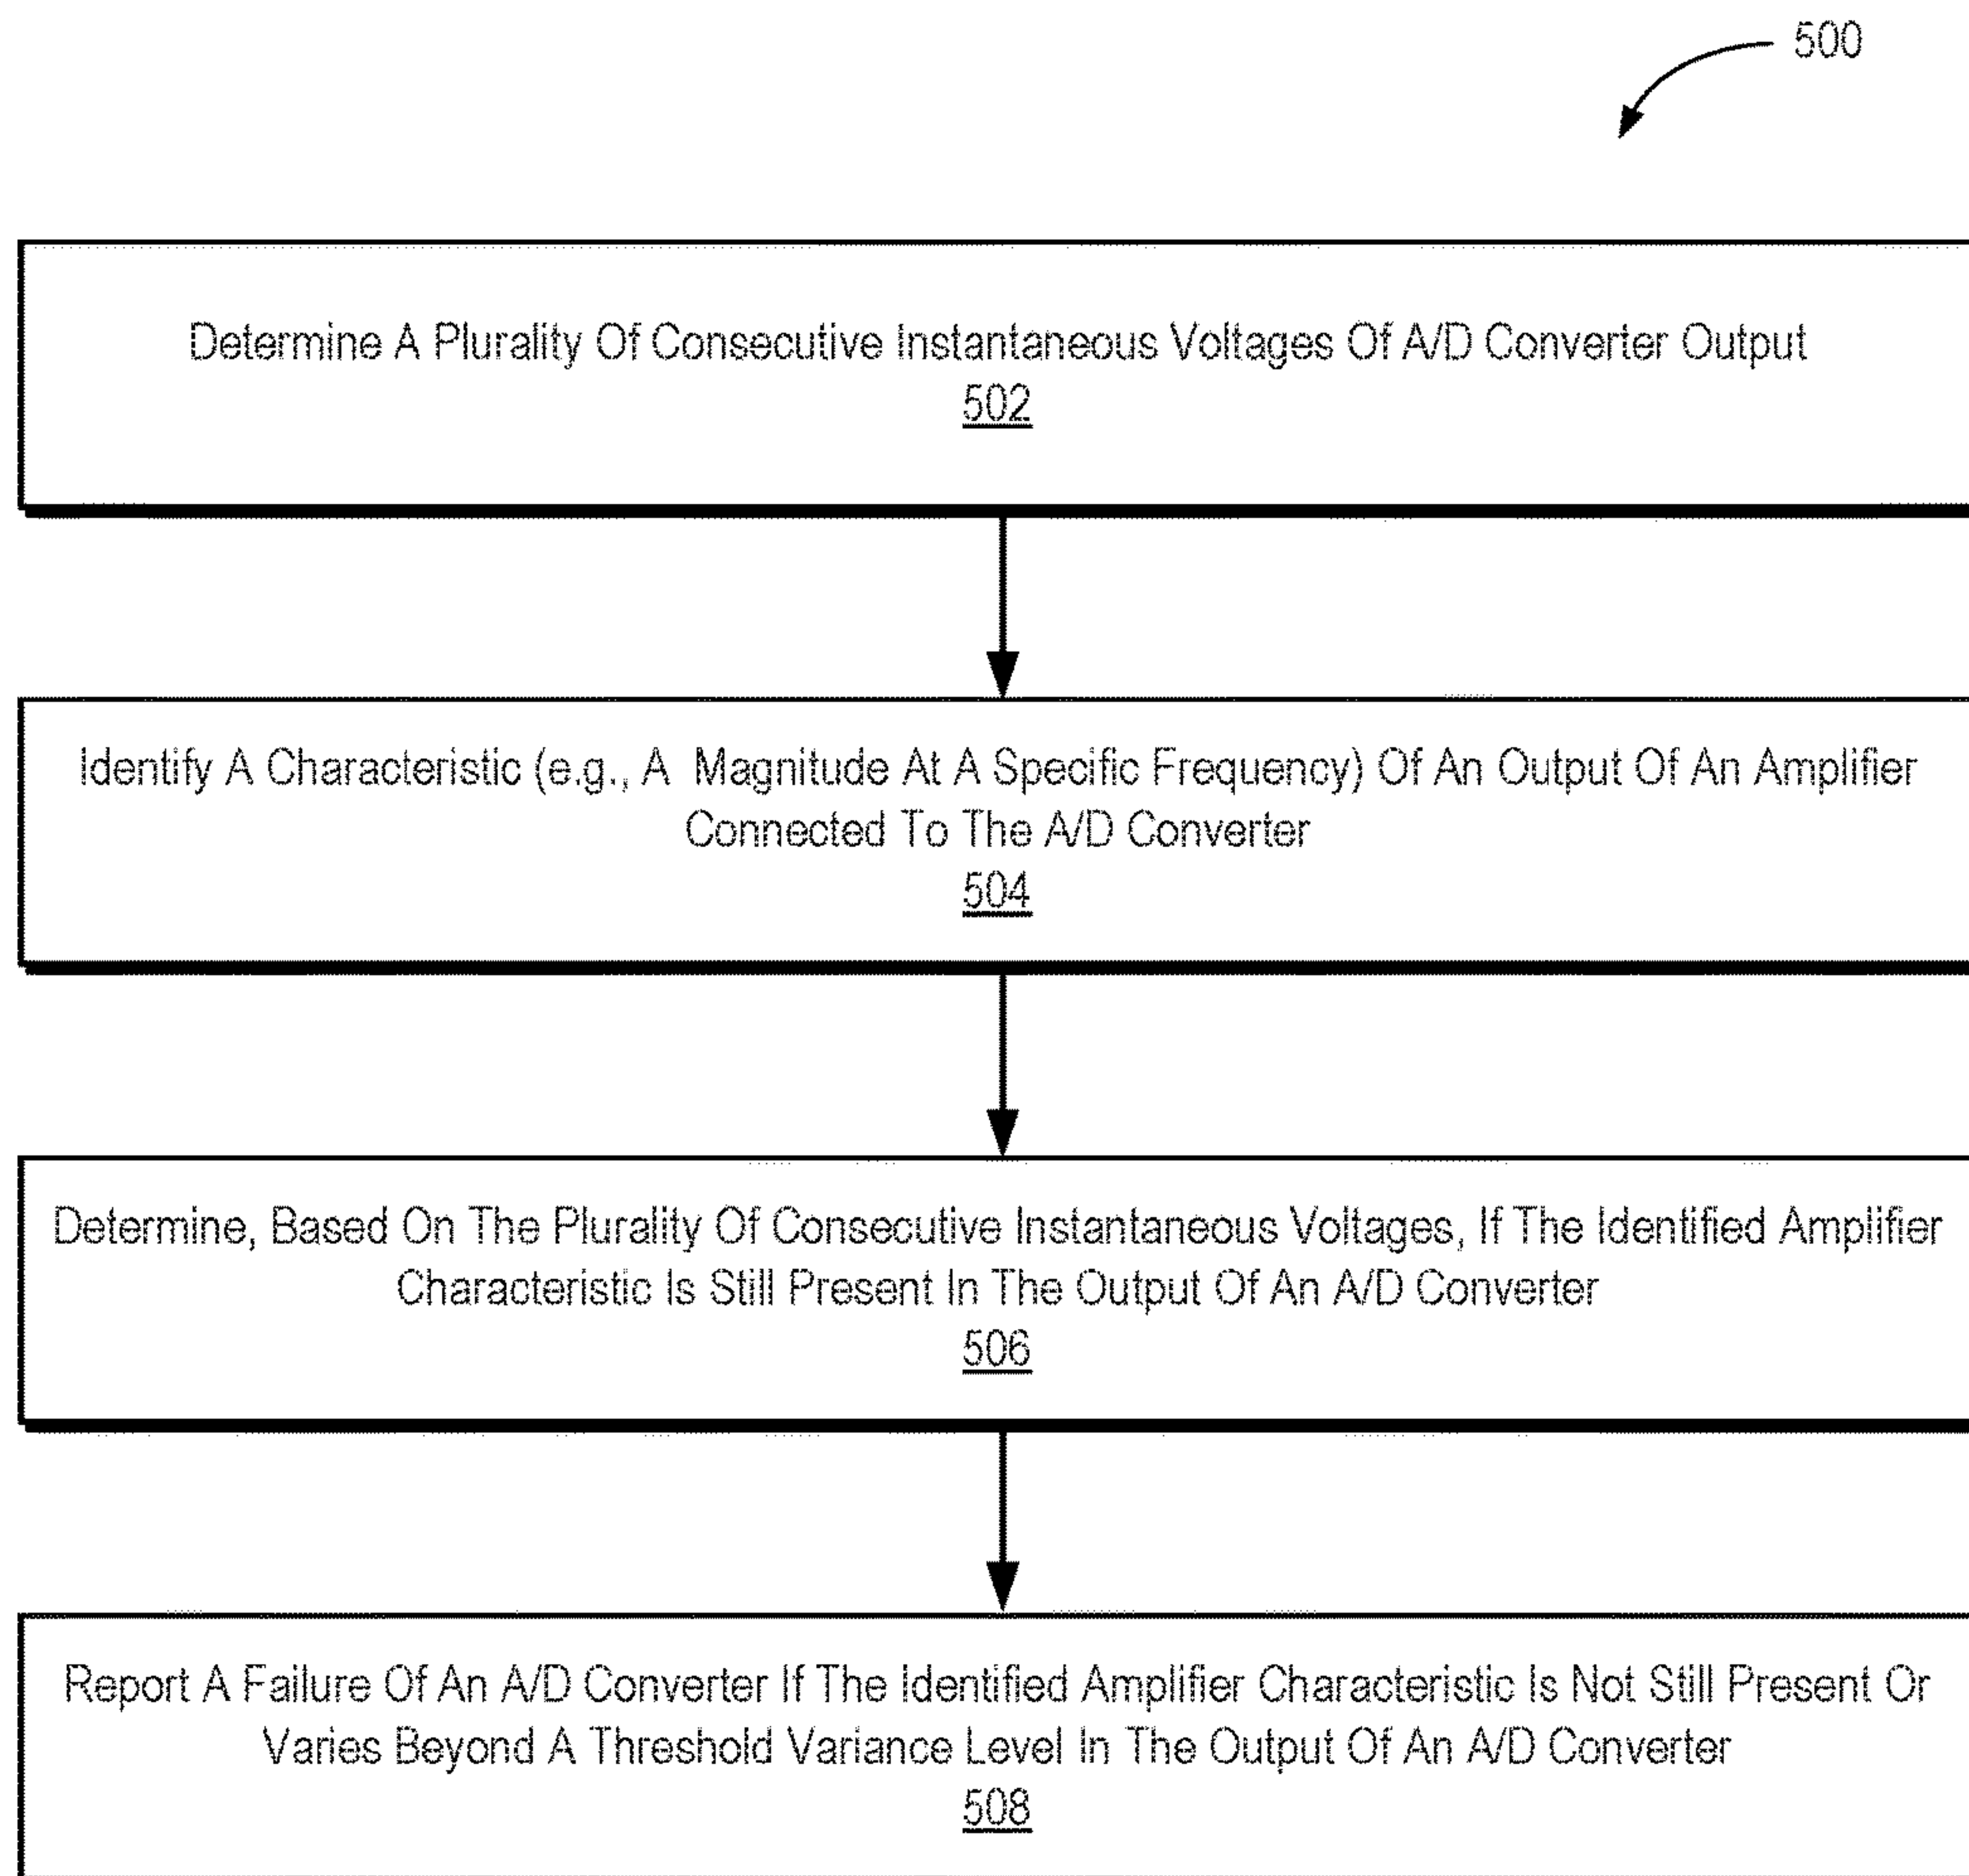 500
Determine A Plurality Of Consecutive Instantaneous Voltages Of A/D Converter Output
502
Identify A Characteristic (e.g., A Magnitude At A Specific Frequency) Of An Output Of An Amplifier
Connected To The A/D Converter
504
Determine, Based On The Plurality Of Consecutive Instantaneous Voltages, If The Identified Amplifier
Characteristic Is Still Present In The Output Of An A/D Converter
506
Report A Failure Of An A/D Converter If The Identified Amplifier Characteristic Is Not Still Present Or
Varies Beyond A Threshold Variance Level In The Output Of An A/D Converter
508